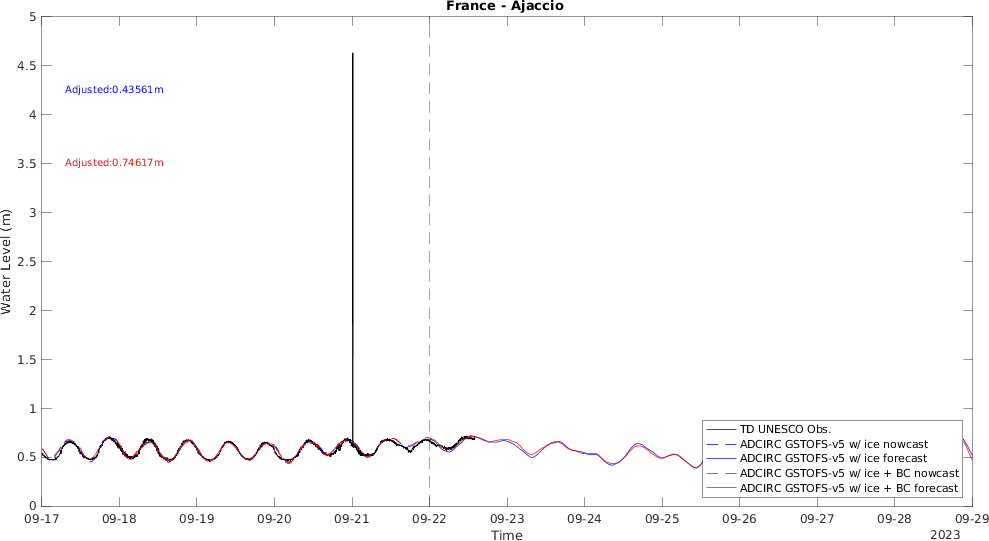 France - Ajaccio
5
4.5
4
3.5
3
2.5
2
1.5
1
0.5
0
Water Level (m)
Adjusted:0.43561m
Adjusted:0.74617m
TD UNESCO Obs.
ADCIRC GSTOFS-v5 w/ ice nowcast
ADCIRC GSTOFS-v5 w/ ice forecast
ADCIRC GSTOFS-v5 w/ ice + BC nowcast
ADCIRC GSTOFS-v5 w/ ice + BC forecast
09-17 09-18 09-19 09-20 09-21 09-22 09-23 09-24 09-25 09-26 09-27 09-28 09-29
Time
2023